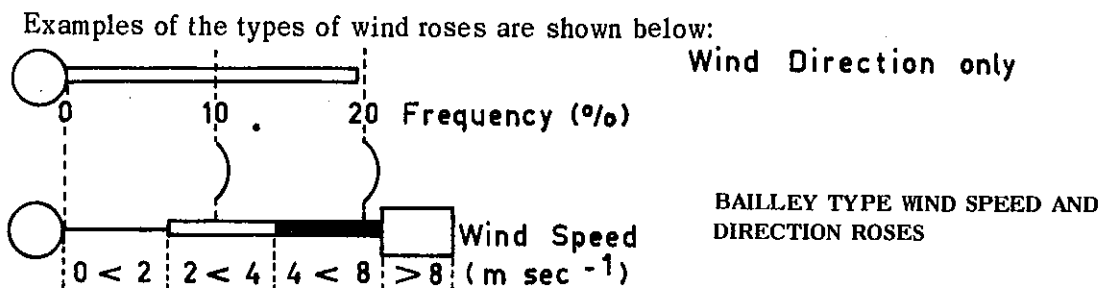 Examples of the types of wind roses are shown below:
Wind Direction only
0 10 20 Frequency (%)
BAILLEY TYPE WIND SPEED AND
DIRECTION ROSES
Wind Speed
0 < 2 2 < 4 4 < 8 > 8 (m sec -1)